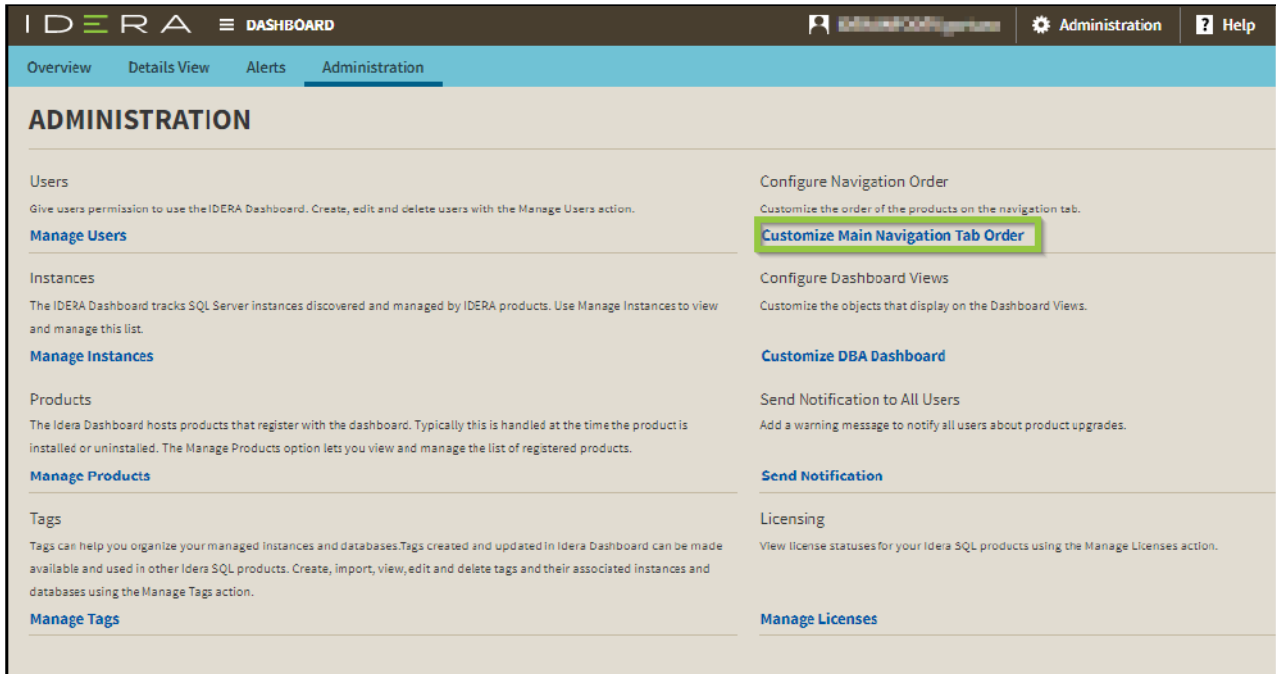 IDERA DASHBOARD
Administration
? Help
Overview Details View Alerts Administration
ADMINISTRATION
Users
Give users permission to use the IDERA Dashboard. Create, edit and delete users with the Manage Users action.
Manage Users
Instances
The IDERA Dashboard tracks SQL Server instances discovered and managed by IDERA products. Use Manage Instances to view
and manage this list.
Manage Instances
Products
The Idera Dashboard hosts products that register with the dashboard. Typically this is handled at the time the product is
installed or uninstalled. The Manage Products option lets you view and manage the list of registered products.
Manage Products
Tags
Tags can help you organize your managed instances and databases.Tags created and updated in Idera Dashboard can be made
available and used in other Idera SQL products. Create, import, view, edit and delete tags and their associated instances and
databases using the Manage Tags action.
Manage Tags
Configure Navigation Order
Customize the order of the products on the navigation tab.
Customize Main Navigation Tab Order
Configure Dashboard Views
Customize the objects that display on the Dashboard Views.
Customize DBA Dashboard
Send Notification to All Users
Add a warning message to notify all users about product upgrades.
Send Notification
Licensing
View license statuses for your Idera SQL products using the Manage Licenses action.
Manage Licenses